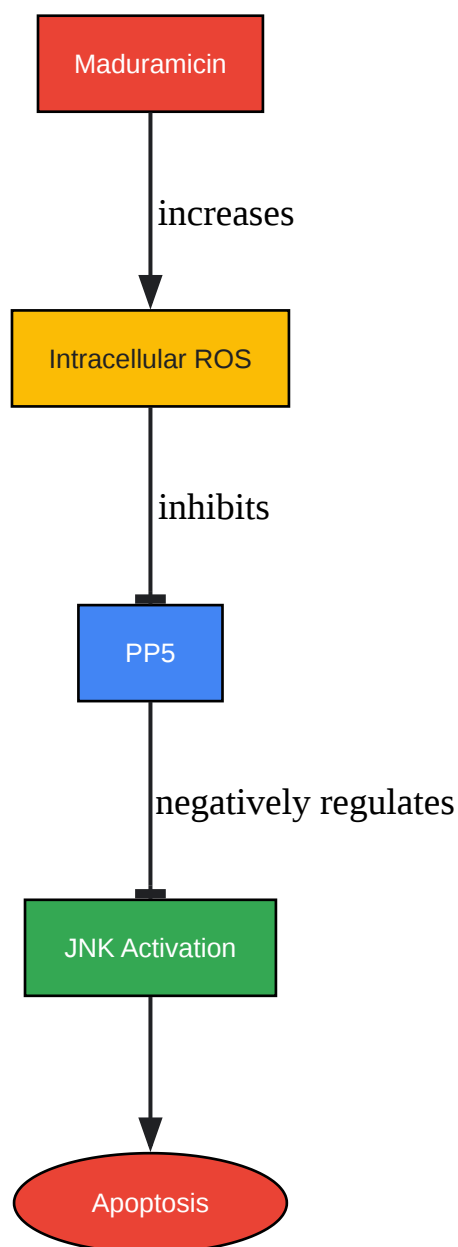 Maduramicin
increases
Intracellular ROS
inhibits
PP5
negatively regulates
JNK Activation
Apoptosis